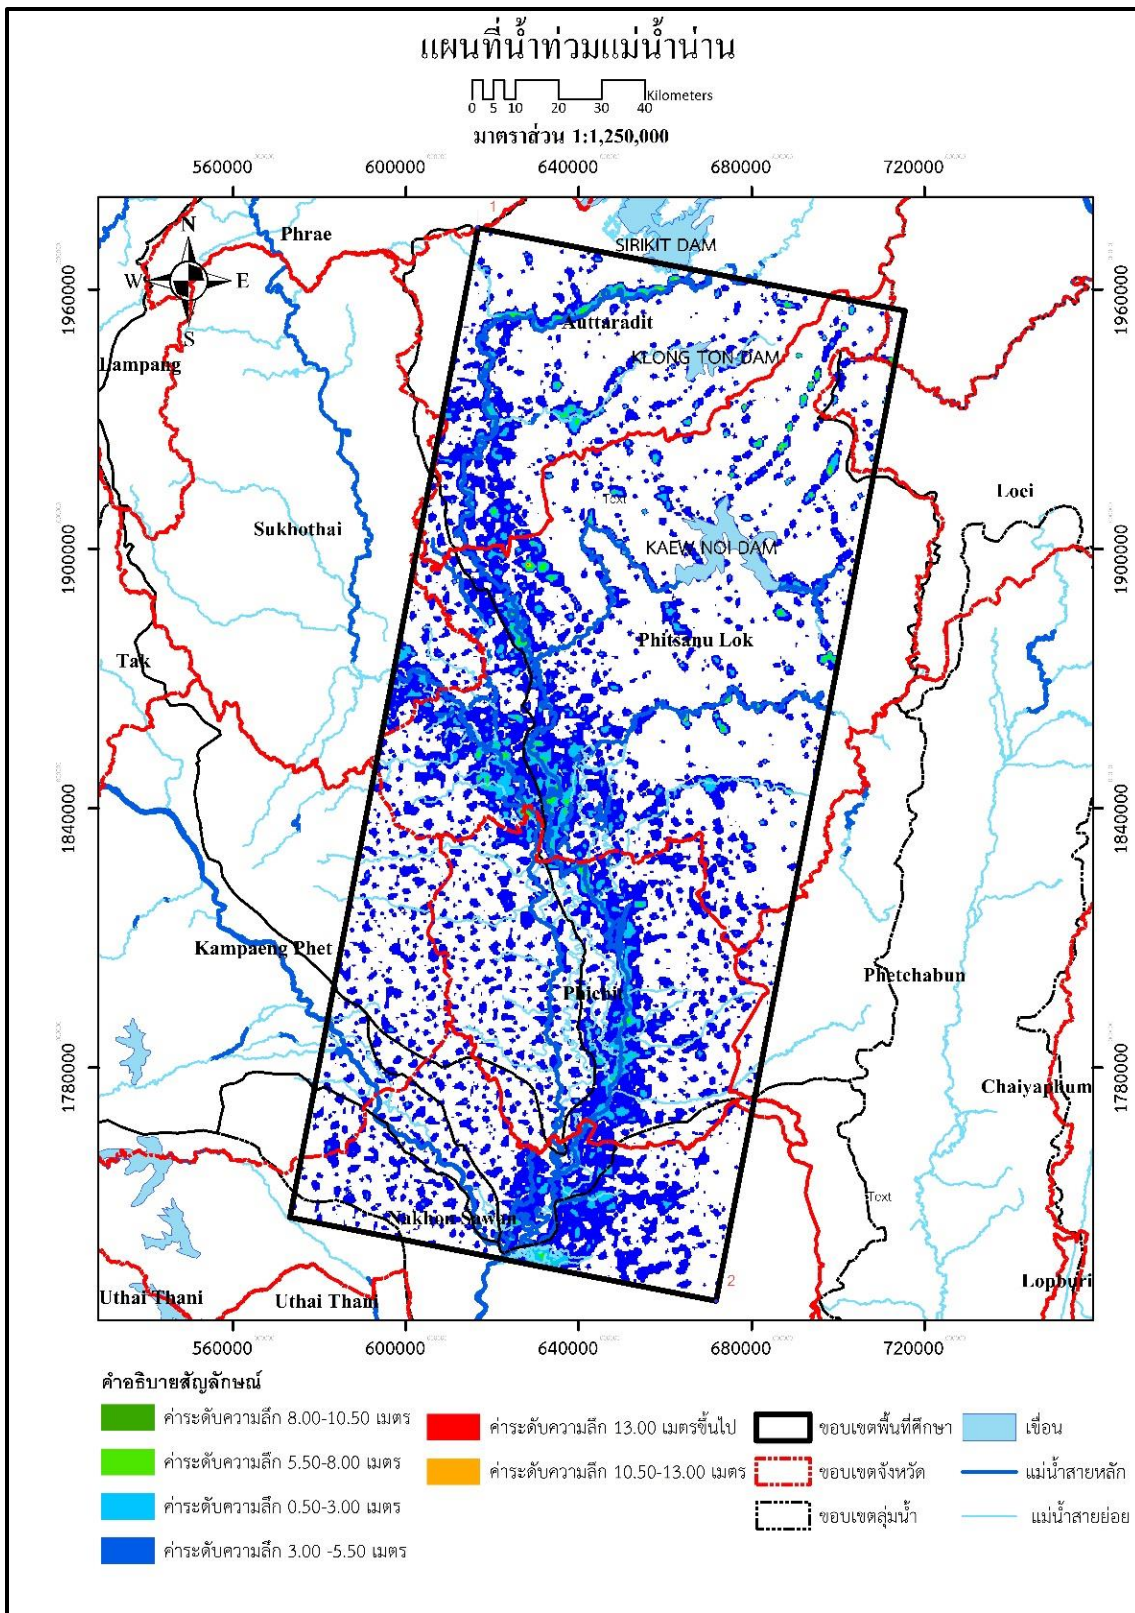 แผนที่น้ำท่วมแม่น้ำน่าน
Kilometers
0 5 10 20 30 40
มาตราส่วน 1:1,250,000
560000 600000 640000 680000 720000
1
N
W E
S
Phrae
SIRIKIT DAM
1960000 1960000
Auttaradit
KLONG TON DAM
Lampang
Loei
Text
Sukhothai
KAEW NOI DAM
1900000 1900000
Phitsanu Lok
Tak
1840000 1840000
Kampaeng Phet
Phetchabun
Phichit
1780000 1780000
Chaiyaphum
Text
Nakhon Sawan
2
Lopburi
Uthai Thani
Uthai Thani
560000 600000 640000 680000 720000
คำอธิบายสัญลักษณ์
ค่าระดับความลึก 8.00-10.50 เมตร
ค่าระดับความลึก 5.50-8.00 เมตร
ค่าระดับความลึก 0.50-3.00 เมตร
ค่าระดับความลึก 3.00 -5.50 เมตร
ค่าระดับความลึก 13.00 เมตรขึ้นไป
ค่าระดับความลึก 10.50-13.00 เมตร
ขอบเขตพื้นที่ศึกษา
ขอบเขตจังหวัด
ขอบเขตลุ่มน้ำ
เขื่อน
แม่น้ำสายหลัก
แม่น้ำสายย่อย